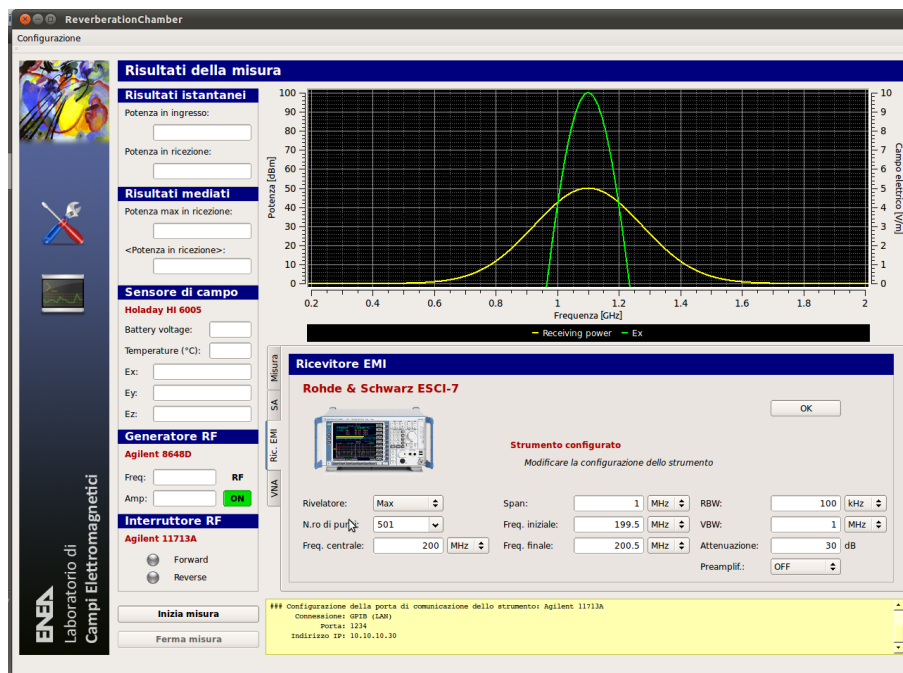 ReverberationChamber
Configurazione
Risultati della misura
Risultati istantanei
Potenza in ingresso:
Potenza in ricezione:
Risultati mediati
Potenza max in ricezione:
<Potenza in ricezione>:
Sensore di campo
Holaday HI 6005
Battery voltage:
Temperature (°C):
Ex:
Ey:
Ez:
Generatore RF
Agilent 8648D
Freq: RF
Amp: ON
Interruttore RF
Agilent 11713A
Forward
Reverse
Inizia misura
Ferma misura
ENEA
Laboratorio di
Campi Elettromagnetici
Potenza [dBm]
100
90
80
70
60
50
40
30
20
10
0
10
9
8
7
6
5
4
3
2
1
0
Campo elettrico [V/m]
0.2 0.4 0.6 0.8 1 1.2 1.4 1.6 1.8 2
Frequenza [GHz]
Receiving power Ex
Misura
SA
Ric. EMI
VNA
Ricevitore EMI
Rohde & Schwarz ESCI-7
OK
Strumento configurato
Modificare la configurazione dello strumento
Rivelatore: Max Span: 1 MHz RBW: 100 kHz
N.ro di punti: 501 Freq. iniziale: 199.5 MHz VBW: 1 MHz
Freq. centrale: 200 MHz Freq. finale: 200.5 MHz Attenuazione: 30 dB
Preamplif.: OFF
### Configurazione della porta di comunicazione dello strumento: Agilent 11713A
Connessione: GPIB (LAN)
Porta: 1234
Indirizzo IP: 10.10.10.30